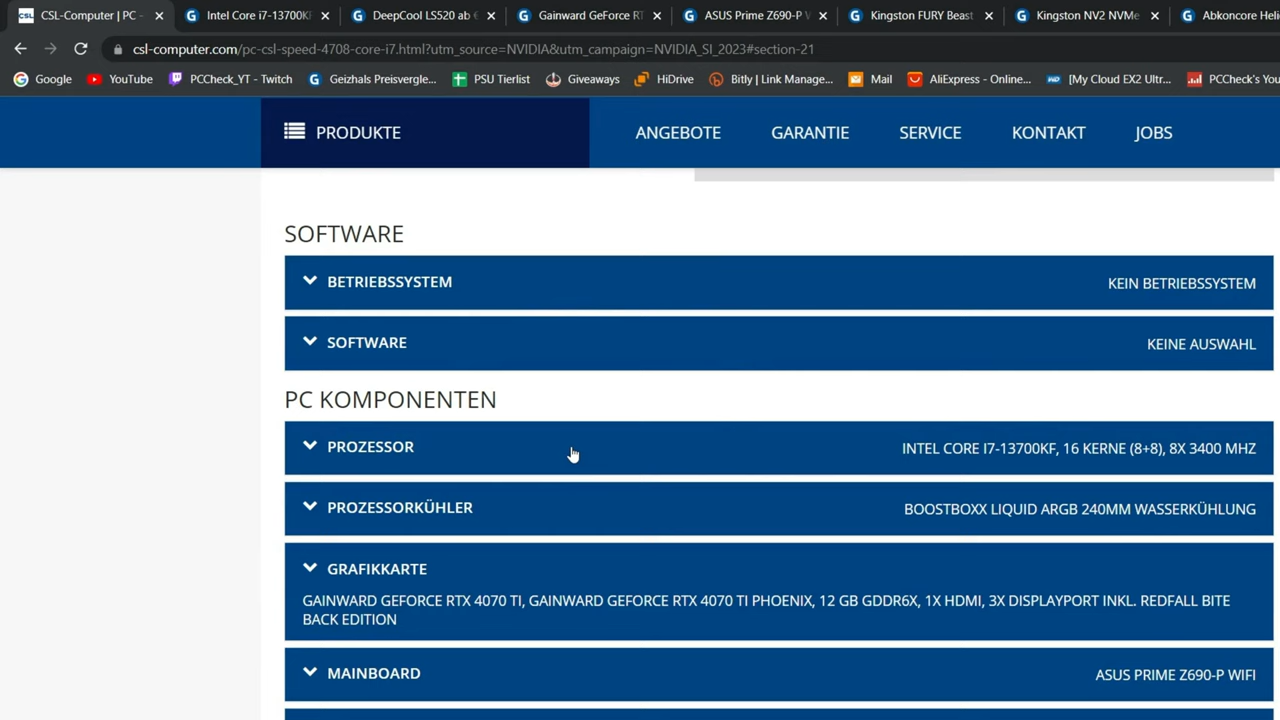 CSL-Computer | PC -
Intel Core i7-13700K
DeepCool LS520 ab €
Gainward GeForce RT
ASUS Prime Z690-P W
Kingston FURY Beast
Kingston NV2 NVMe
Abkoncore Heli
csl-computer.com/pc-csl-speed-4708-core-i7.html?utm_source=NVIDIA&utm_campaign=NVIDIA_SI_2023#section-21
Google
YouTube
PCCheck_YT - Twitch
Geizhals Preisvergle...
PSU Tierlist
Giveaways
HiDrive
Bitly | Link Manage...
Mail
AliExpress - Online...
[My Cloud EX2 Ultr...
PCCheck's You
PRODUKTE
ANGEBOTE
GARANTIE
SERVICE
KONTAKT
JOBS
SOFTWARE
BETRIEBSSYSTEM
KEIN BETRIEBSSYSTEM
SOFTWARE
KEINE AUSWAHL
PC KOMPONENTEN
PROZESSOR
INTEL CORE I7-13700KF, 16 KERNE (8+8), 8X 3400 MHZ
PROZESSORKÜHLER
BOOSTBOXX LIQUID ARGB 240MM WASSERKÜHLUNG
GRAFIKKARTE
GAINWARD GEFORCE RTX 4070 TI, GAINWARD GEFORCE RTX 4070 TI PHOENIX, 12 GB GDDR6X, 1X HDMI, 3X DISPLAYPORT INKL. REDFALL BITE
BACK EDITION
MAINBOARD
ASUS PRIME Z690-P WIFI